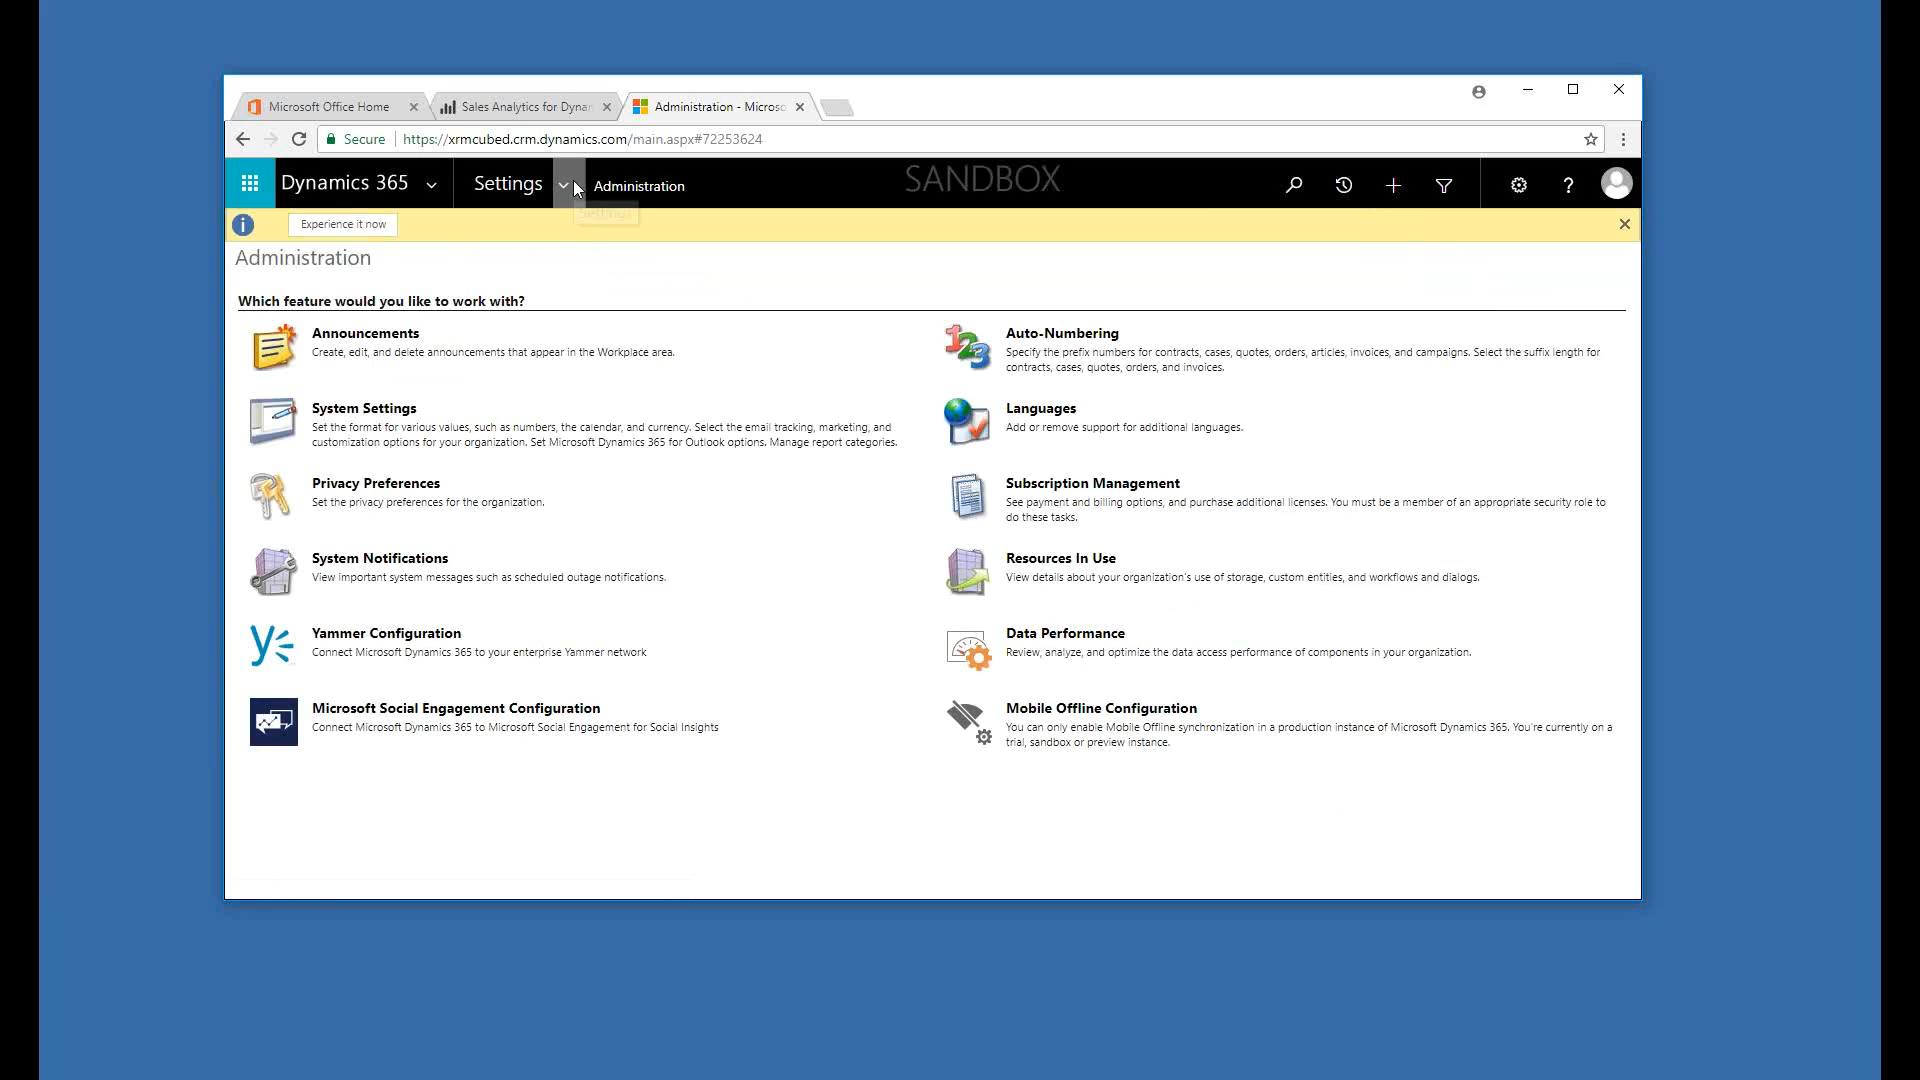 Microsoft Office Home
Sales Analytics for Dynar
Administration - Microso
Secure
https://xrmcubed.crm.dynamics.com/main.aspx#72253624
Dynamics 365
Settings
Administration
SANDBOX
Settings
Experience it now
Administration
Which feature would you like to work with?
Announcements
Create, edit, and delete announcements that appear in the Workplace area.
Auto-Numbering
Specify the prefix numbers for contracts, cases, quotes, orders, articles, invoices, and campaigns. Select the suffix length for
contracts, cases, quotes, orders, and invoices.
System Settings
Set the format for various values, such as numbers, the calendar, and currency. Select the email tracking, marketing, and
customization options for your organization. Set Microsoft Dynamics 365 for Outlook options. Manage report categories.
Languages
Add or remove support for additional languages.
Privacy Preferences
Set the privacy preferences for the organization.
Subscription Management
See payment and billing options, and purchase additional licenses. You must be a member of an appropriate security role to
do these tasks.
System Notifications
View important system messages such as scheduled outage notifications.
Resources In Use
View details about your organization's use of storage, custom entities, and workflows and dialogs.
Yammer Configuration
Connect Microsoft Dynamics 365 to your enterprise Yammer network
Data Performance
Review, analyze, and optimize the data access performance of components in your organization.
Microsoft Social Engagement Configuration
Connect Microsoft Dynamics 365 to Microsoft Social Engagement for Social Insights
Mobile Offline Configuration
You can only enable Mobile Offline synchronization in a production instance of Microsoft Dynamics 365. You're currently on a
trial, sandbox or preview instance.